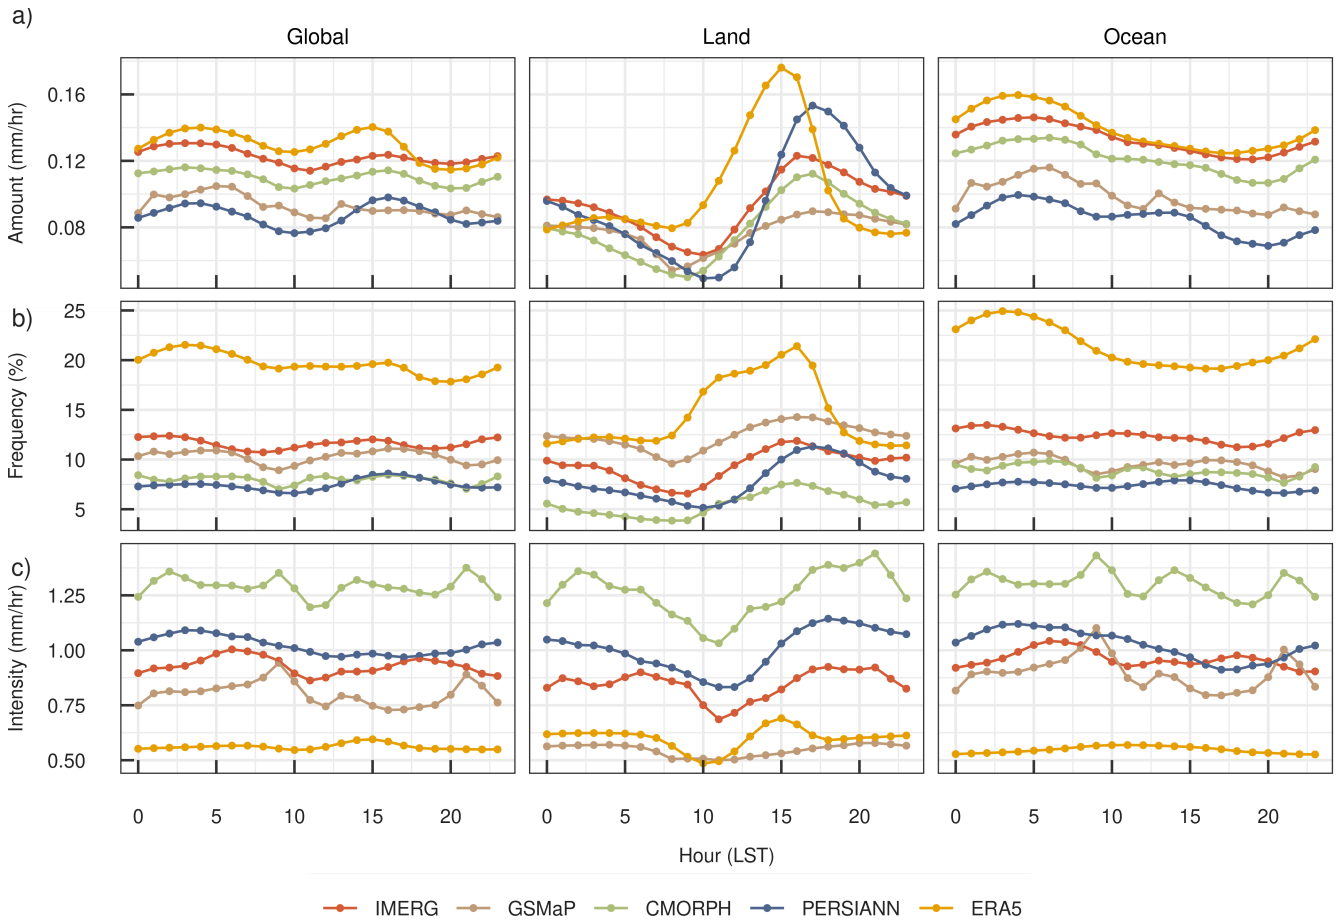 a)
Global Land Ocean
Amount (mm/hr)
0.16
0.12
0.08
b)
Frequency (%)
25
20
15
10
5
c)
Intensity (mm/hr)
1.25
1.00
0.75
0.50
0 5 10 15 20 0 5 10 15 20 0 5 10 15 20
Hour (LST)
IMERG GSMaP CMORPH PERSIANN ERA5